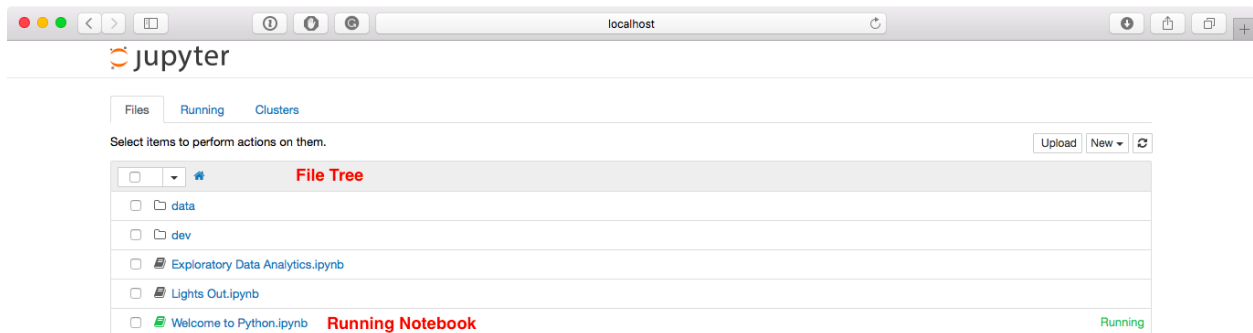 localhost
jupyter
Files Running Clusters
Select items to perform actions on them.
Upload New
File Tree
data
dev
Exploratory Data Analytics.ipynb
Lights Out.ipynb
Welcome to Python.ipynb Running Notebook Running